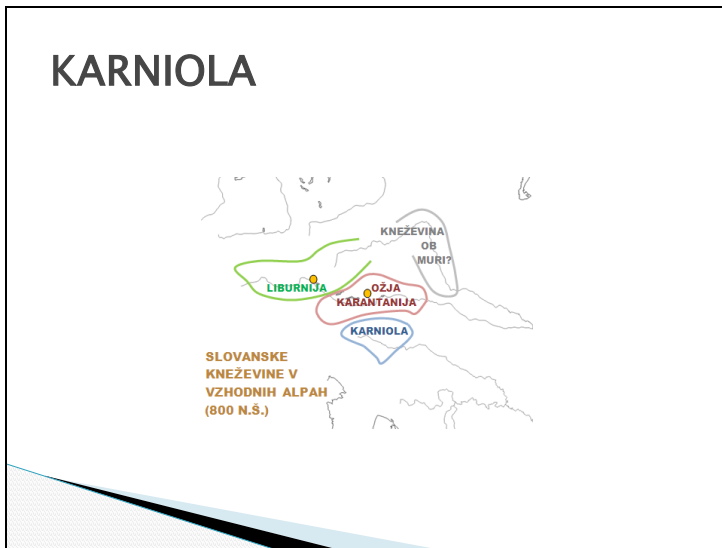 KARNIOLA
KNEŽEVINA
OB
MURI?
LIBURNIJA
OŽJA
KARANTANIJA
KARNIOLA
SLOVANSKE
KNEŽEVINE V
VZHODNIH ALPAH
(800 N.Š.)